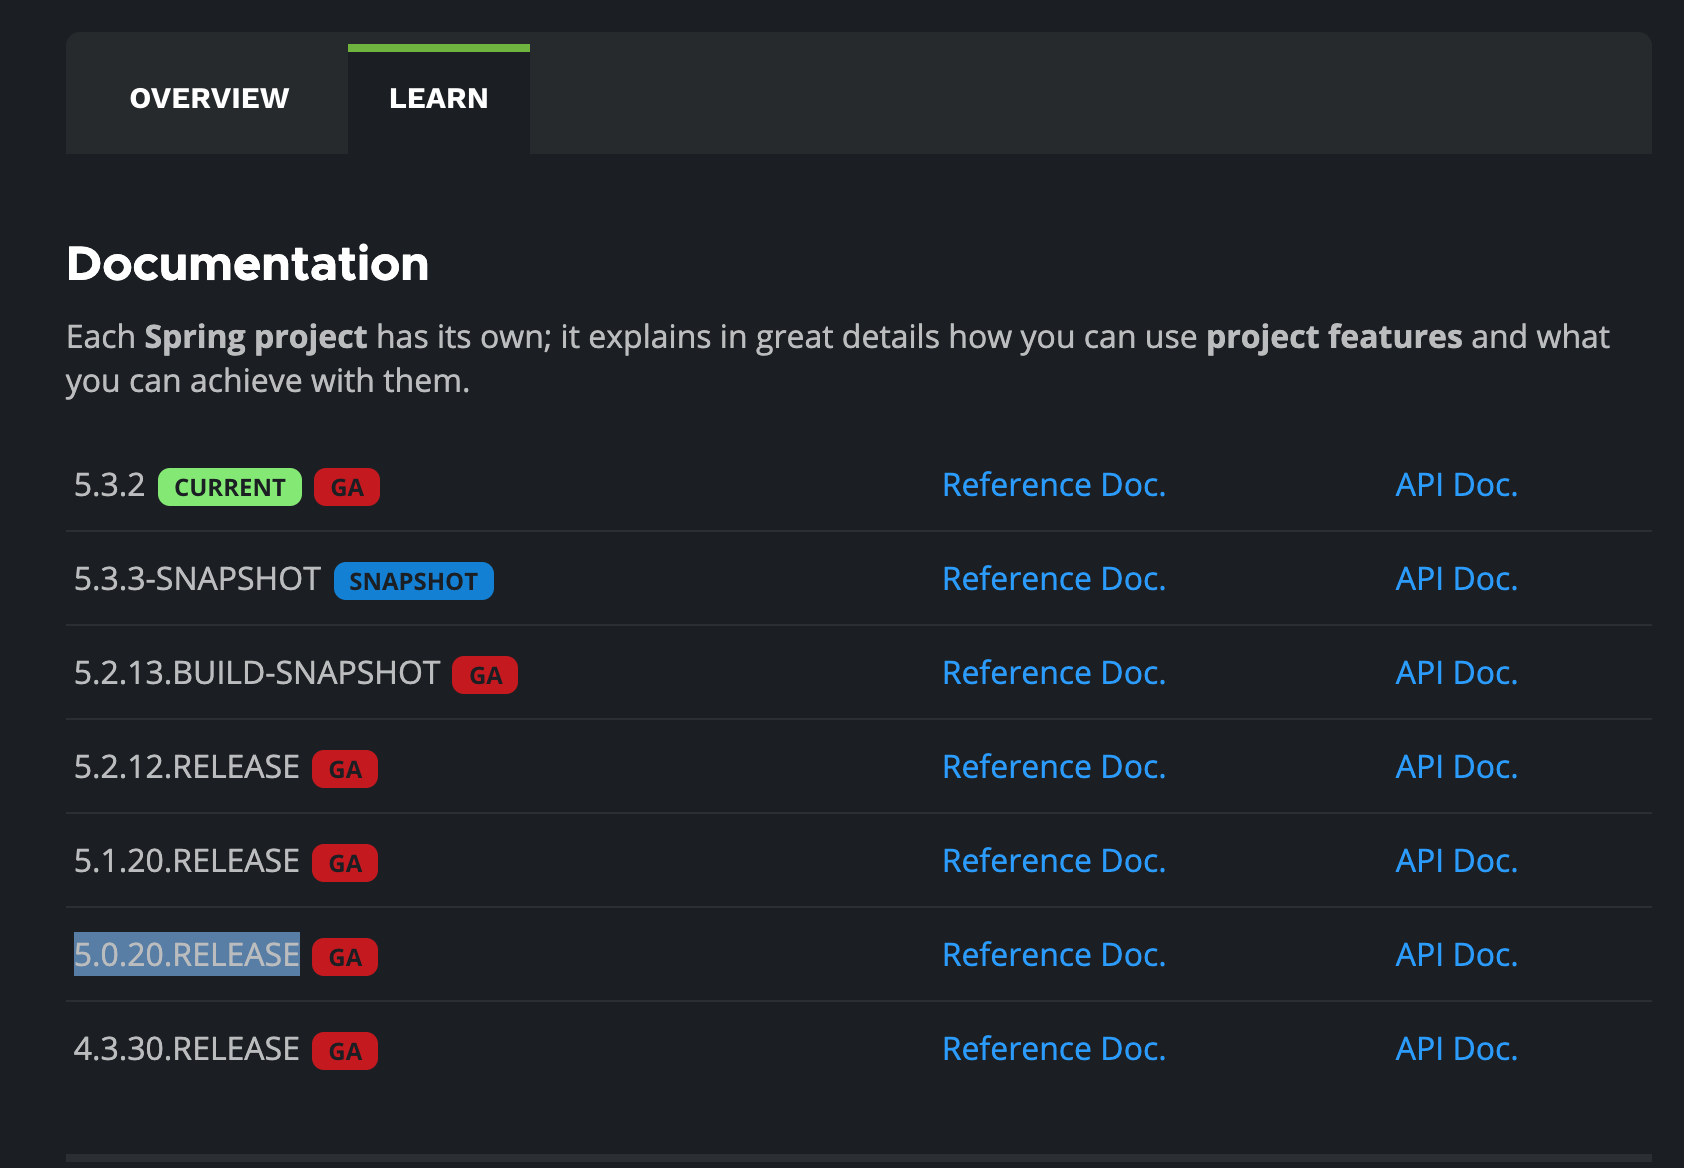 OVERVIEW LEARN
Documentation
Each Spring project has its own; it explains in great details how you can use project features and what
you can achieve with them.
5.3.2 CURRENT GA Reference Doc. API Doc.
5.3.3-SNAPSHOT SNAPSHOT Reference Doc. API Doc.
5.2.13.BUILD-SNAPSHOT GA Reference Doc. API Doc.
5.2.12.RELEASE GA Reference Doc. API Doc.
5.1.20.RELEASE GA Reference Doc. API Doc.
5.0.20.RELEASE GA Reference Doc. API Doc.
4.3.30.RELEASE GA Reference Doc. API Doc.